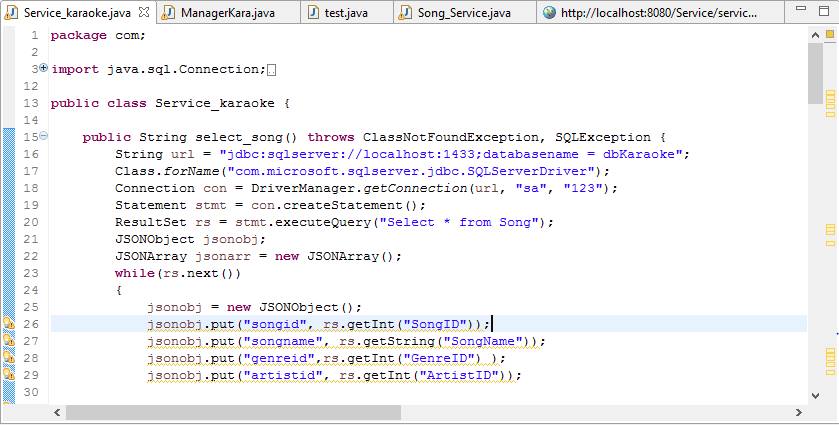 Service_karaoke.java ManagerKara.java test.java Song_Service.java http://localhost:8080/Service/servic...
1 package com;
2
3 import java.sql.Connection;
12
13 public class Service_karaoke {
14
15 public String select_song() throws ClassNotFoundException, SQLException {
16 String url = "jdbc:sqlserver://localhost:1433;databasename = dbKaraoke";
17 Class.forName("com.microsoft.sqlserver.jdbc.SQLServerDriver");
18 Connection con = DriverManager.getConnection(url, "sa", "123");
19 Statement stmt = con.createStatement();
20 ResultSet rs = stmt.executeQuery("Select * from Song");
21 JSONObject jsonobj;
22 JSONArray jsonarr = new JSONArray();
23 while(rs.next())
24 {
25 jsonobj = new JSONObject();
26 jsonobj.put("songid", rs.getInt("SongID"));
27 jsonobj.put("songname", rs.getString("SongName"));
28 jsonobj.put("genreid",rs.getInt("GenreID") );
29 jsonobj.put("artistid", rs.getInt("ArtistID"));
30